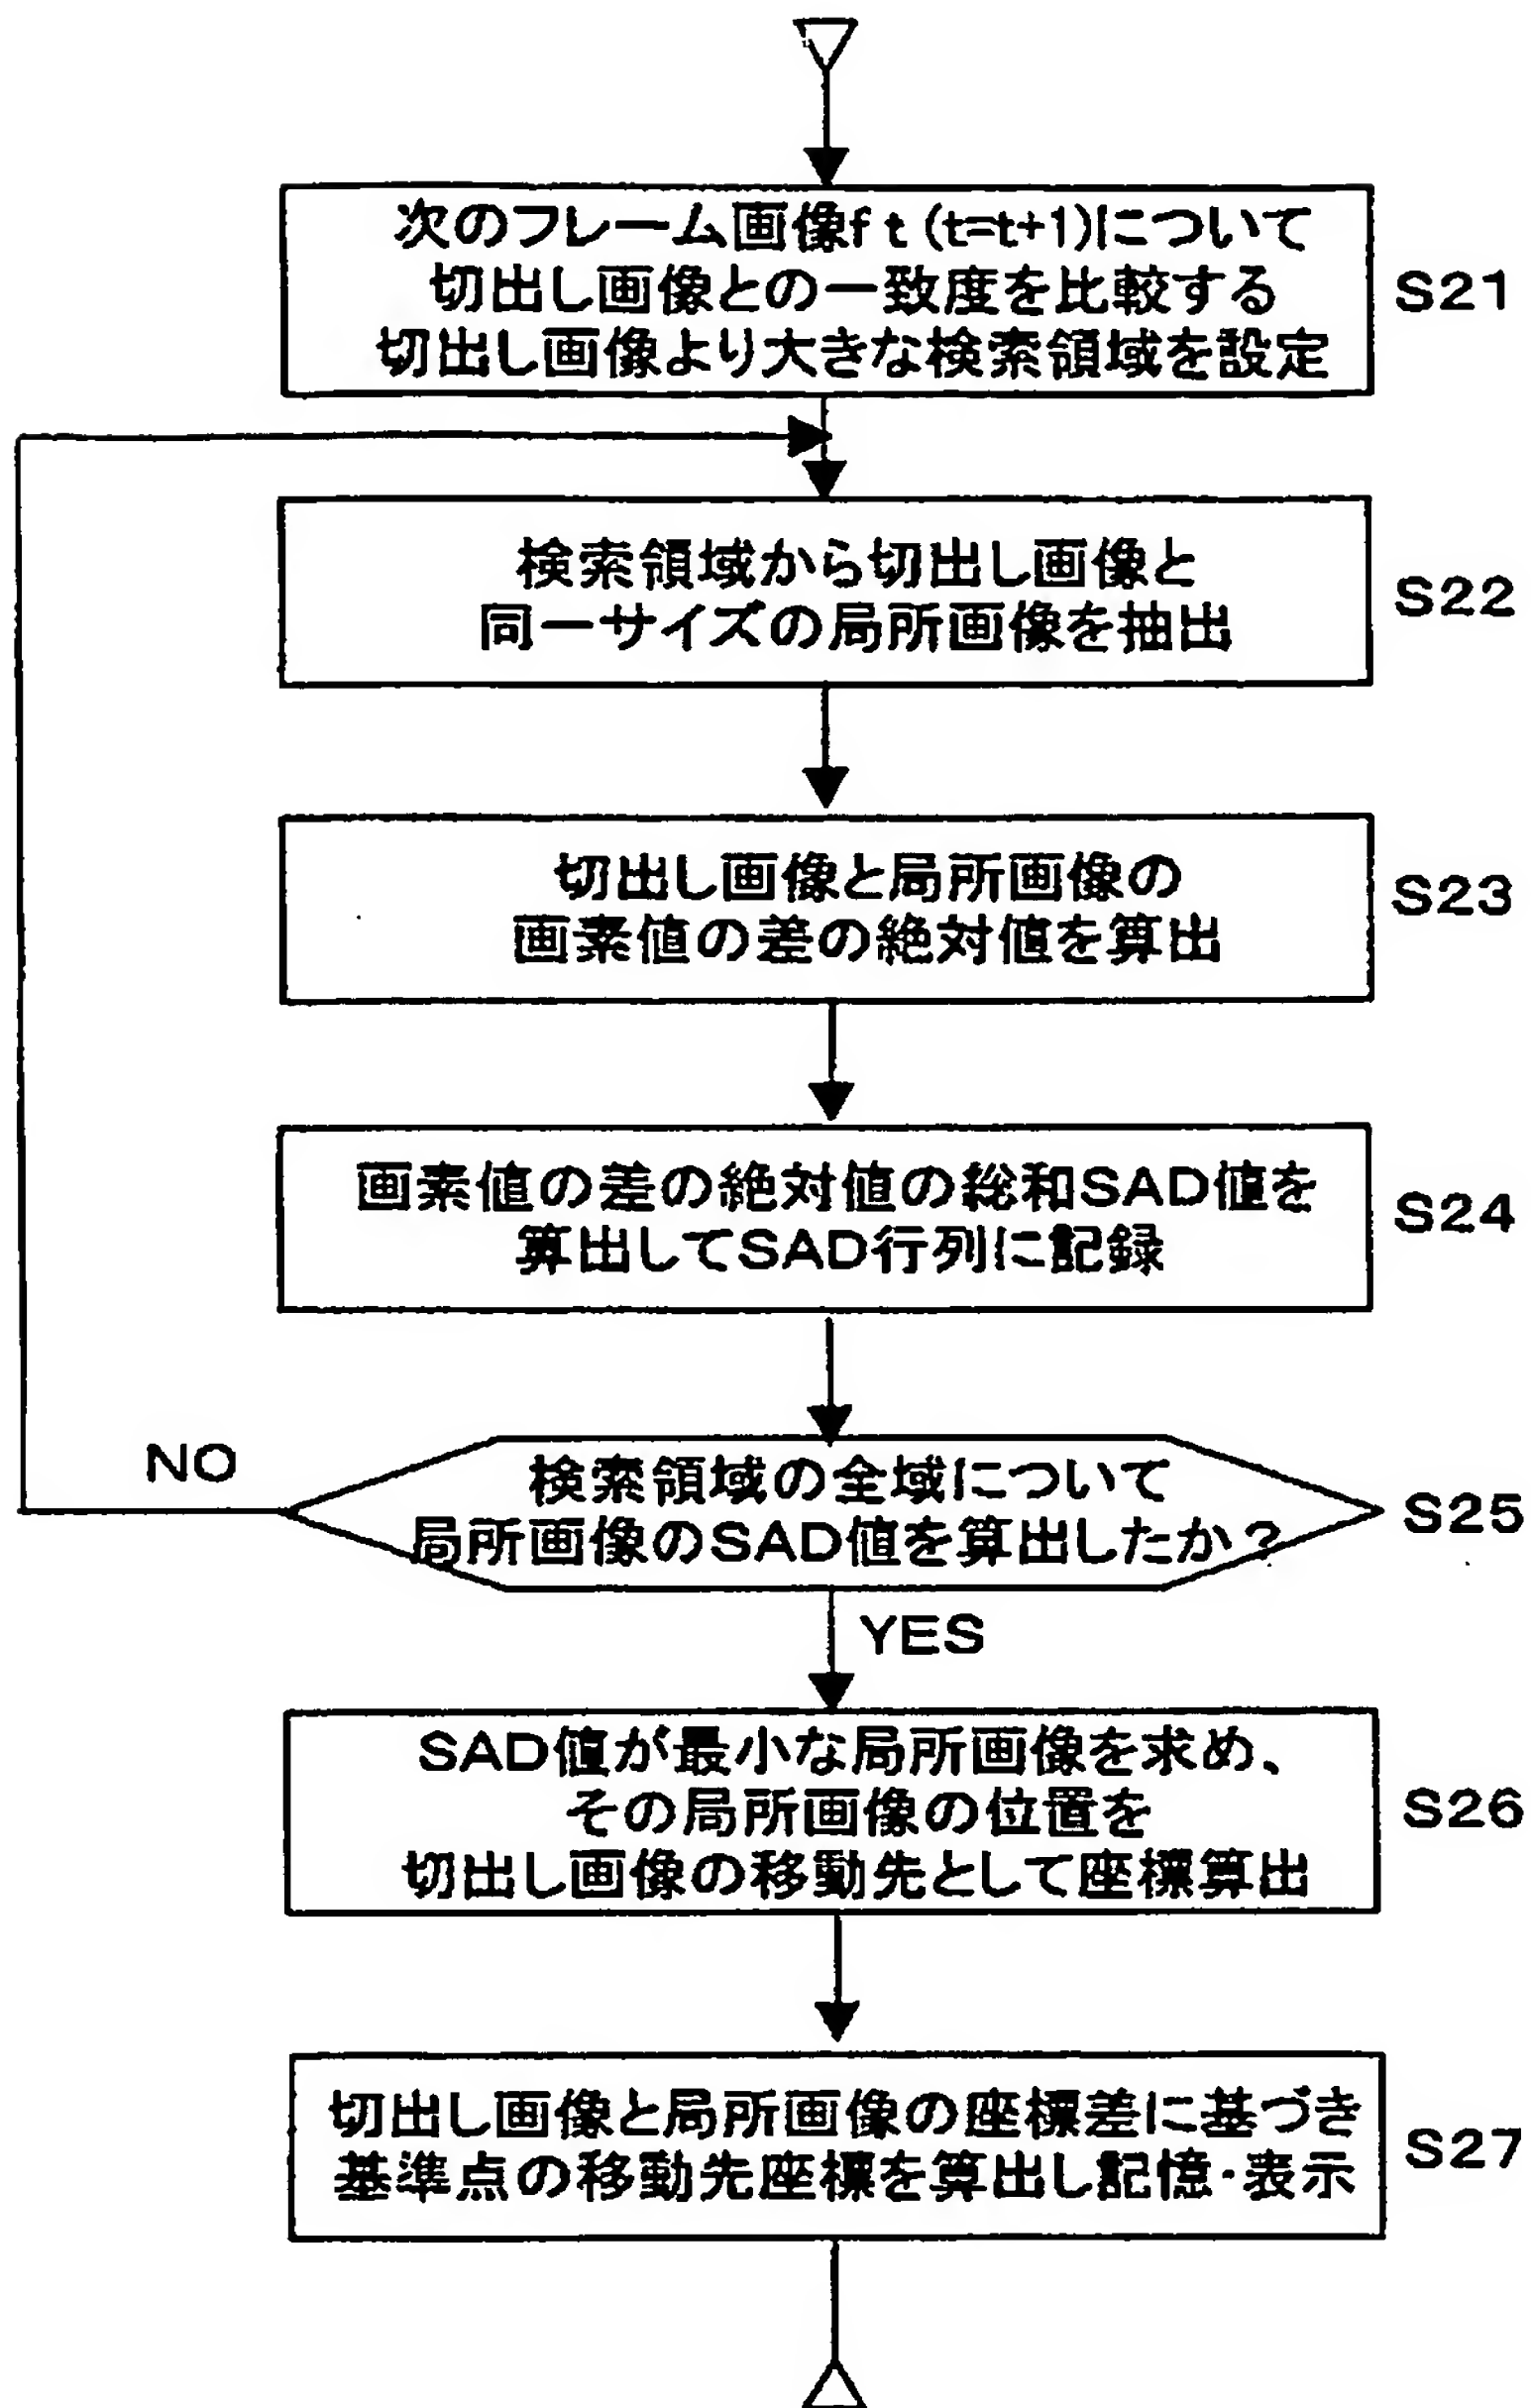 次のフレーム画像f t (t=t+1)について
切出し画像との一致度を比較する
切出し画像より大きな検索領域を設定
S21
検索領域から切出し画像と
同一サイズの局所画像を抽出
S22
切出し画像と局所画像の
画素値の差の絶対値を算出
S23
画素値の差の絶対値の総和SAD値を
算出してSAD行列に記録
S24
NO
検索領域の全域について
局所画像のSAD値を算出したか？
S25
YES
SAD値が最小な局所画像を求め、
その局所画像の位置を
切出し画像の移動先として座標算出
S26
切出し画像と局所画像の座標差に基づき
基準点の移動先座標を算出し記憶・表示
S27